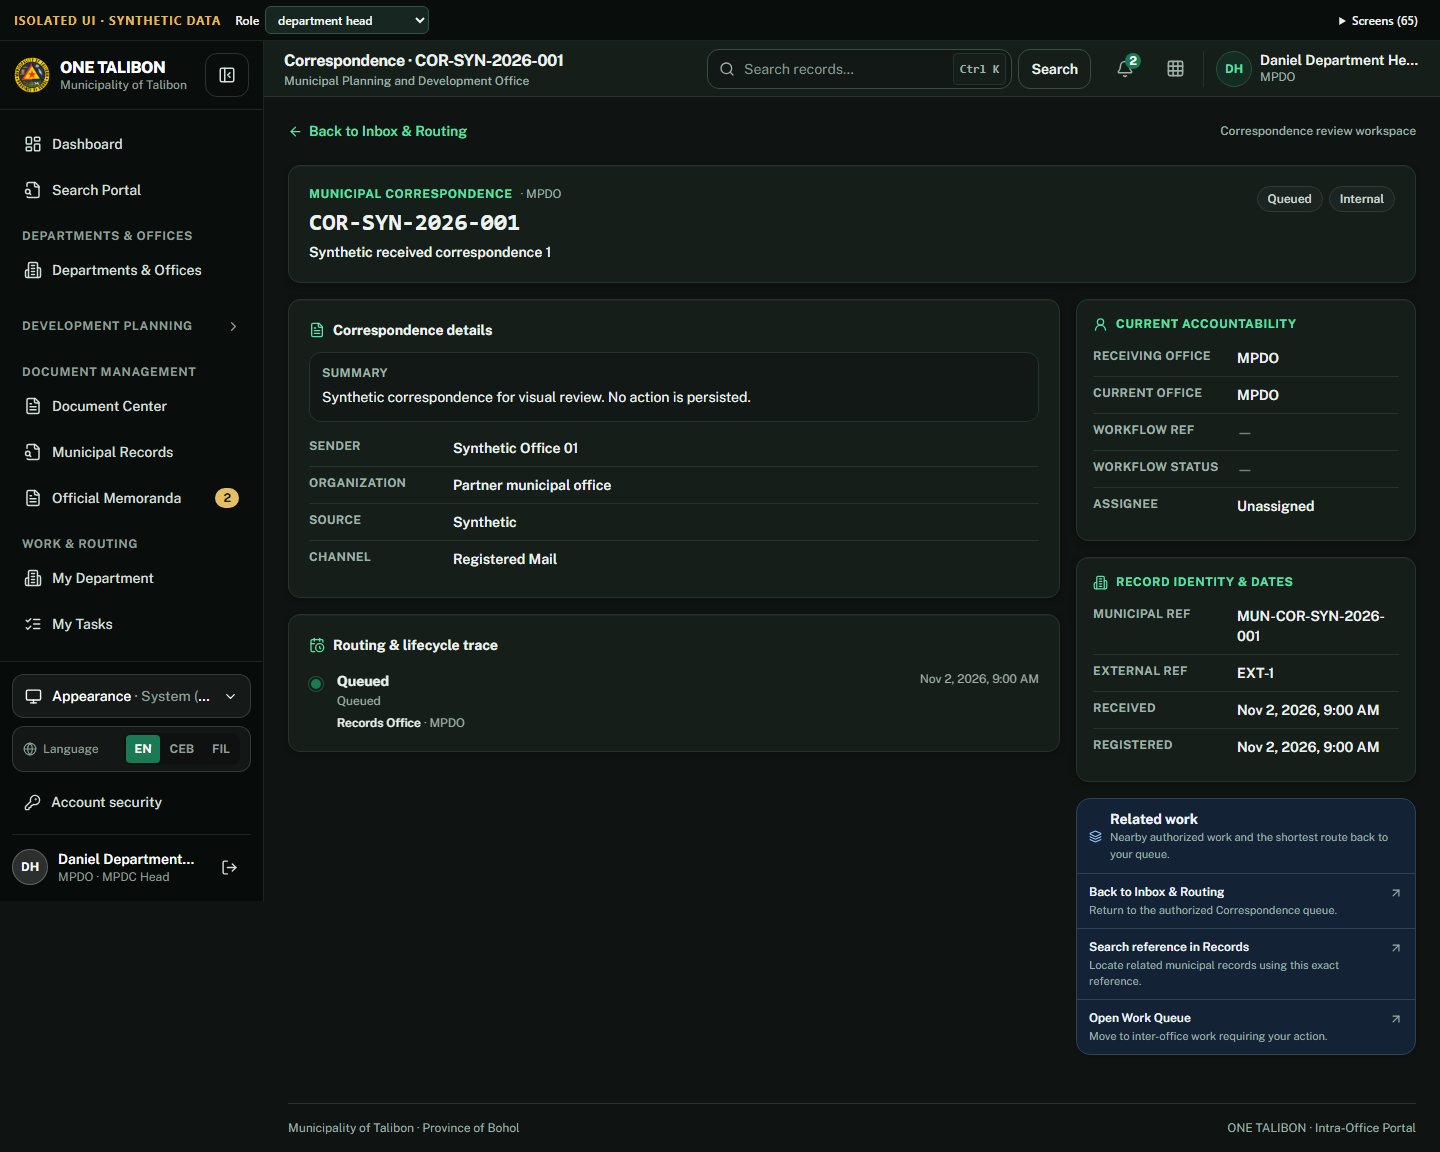 ISOLATED UI · SYNTHETIC DATA Role department head Screens (65)
ONE TALIBON
Municipality of Talibon
Correspondence · COR-SYN-2026-001
Municipal Planning and Development Office
Search records... Ctrl K Search 2 DH Daniel Department He...
MPDO
Dashboard
Search Portal
DEPARTMENTS & OFFICES
Departments & Offices
DEVELOPMENT PLANNING
DOCUMENT MANAGEMENT
Document Center
Municipal Records
Official Memoranda 2
WORK & ROUTING
My Department
My Tasks
Appearance · System (...
Language EN CEB FIL
Account security
DH Daniel Department...
MPDO · MPDC Head
Back to Inbox & Routing Correspondence review workspace
MUNICIPAL CORRESPONDENCE · MPDO
COR-SYN-2026-001
Synthetic received correspondence 1
Queued Internal
Correspondence details
SUMMARY
Synthetic correspondence for visual review. No action is persisted.
SENDER Synthetic Office 01
ORGANIZATION Partner municipal office
SOURCE Synthetic
CHANNEL Registered Mail
Routing & lifecycle trace
Queued Nov 2, 2026, 9:00 AM
Queued
Records Office · MPDO
CURRENT ACCOUNTABILITY
RECEIVING OFFICE MPDO
CURRENT OFFICE MPDO
WORKFLOW REF —
WORKFLOW STATUS —
ASSIGNEE Unassigned
RECORD IDENTITY & DATES
MUNICIPAL REF MUN-COR-SYN-2026-
001
EXTERNAL REF EXT-1
RECEIVED Nov 2, 2026, 9:00 AM
REGISTERED Nov 2, 2026, 9:00 AM
Related work
Nearby authorized work and the shortest route back to
your queue.
Back to Inbox & Routing
Return to the authorized Correspondence queue.
Search reference in Records
Locate related municipal records using this exact
reference.
Open Work Queue
Move to inter-office work requiring your action.
Municipality of Talibon · Province of Bohol ONE TALIBON · Intra-Office Portal